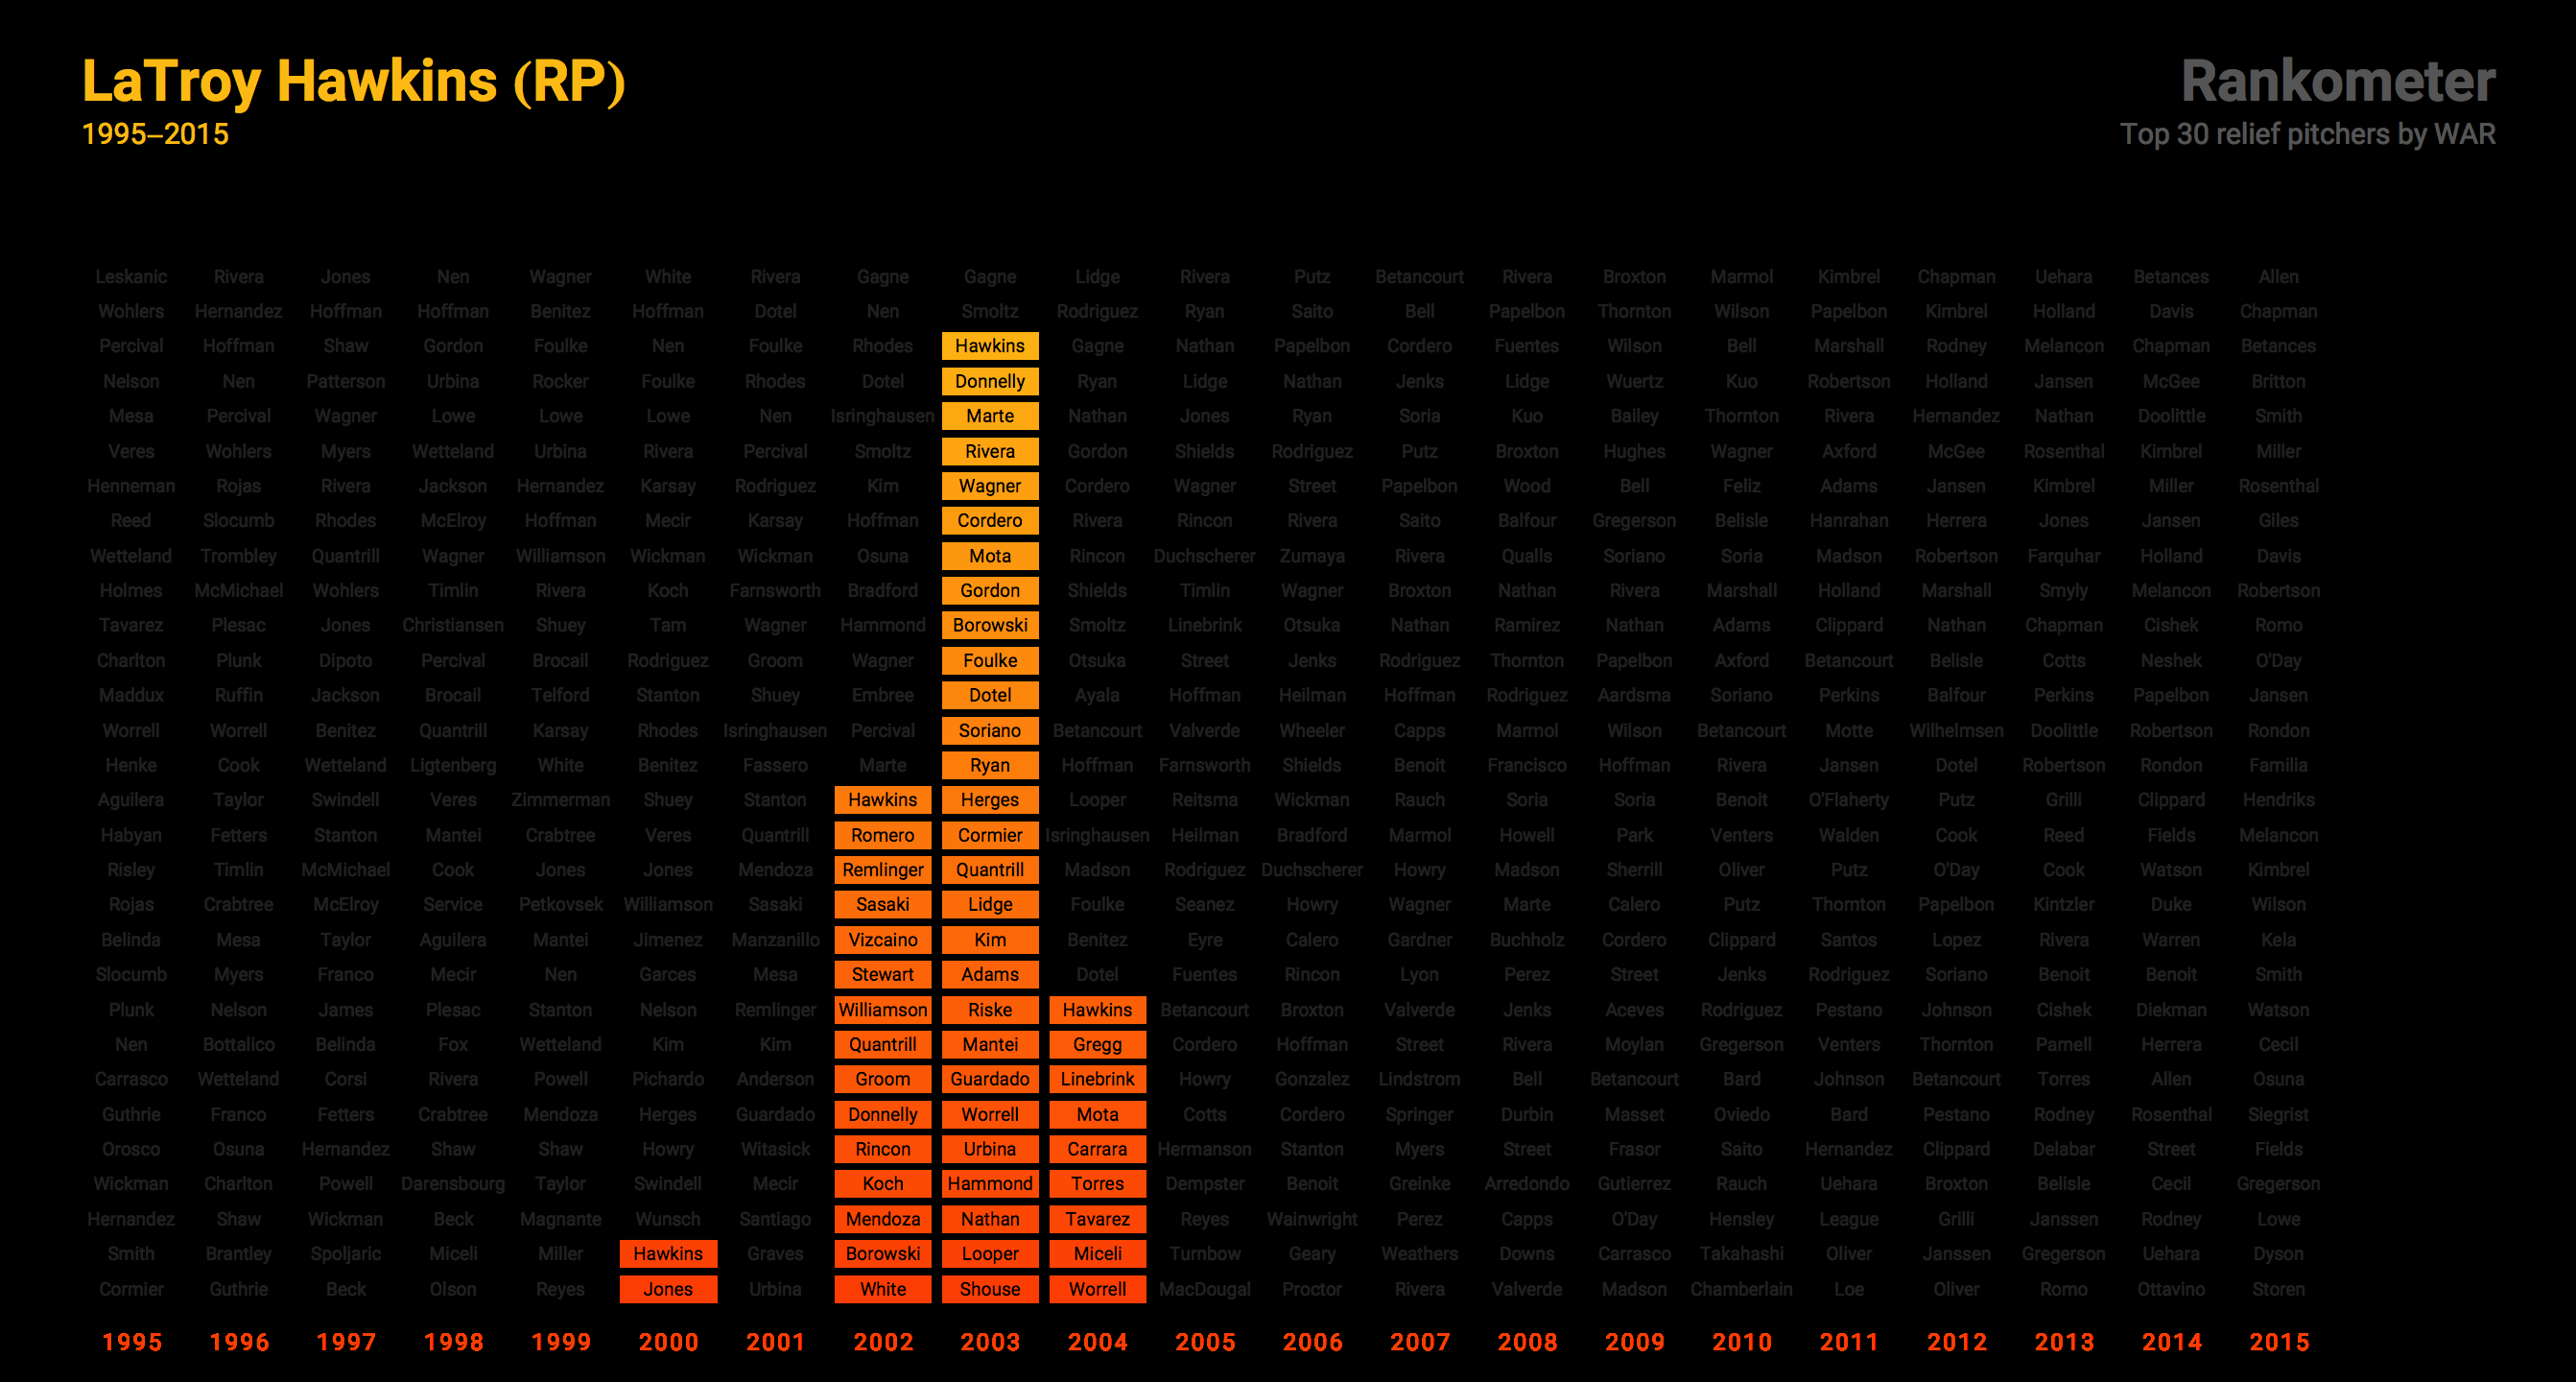 LaTroy Hawkins (RP)
1995–2015
Rankometer
Top 30 relief pitchers by WAR
Leskanic Rivera Jones Nen Wagner White Rivera Gagne Gagne Lidge Rivera Putz Betancourt Rivera Broxton Marmol Kimbrel Chapman Uehara Betances Allen
Wohlers Hernandez Hoffman Hoffman Benitez Hoffman Dotel Nen Smoltz Rodriguez Ryan Saito Bell Papelbon Thornton Wilson Papelbon Kimbrel Holland Davis Chapman
Percival Hoffman Shaw Gordon Foulke Nen Foulke Rhodes Hawkins Gagne Nathan Papelbon Cordero Fuentes Wilson Bell Marshall Rodney Melancon Chapman Betances
Nelson Nen Patterson Urbina Rocker Foulke Rhodes Dotel Donnelly Ryan Lidge Nathan Jenks Lidge Wuertz Kuo Robertson Holland Jansen McGee Britton
Mesa Percival Wagner Lowe Lowe Lowe Nen Isringhausen Marte Nathan Jones Ryan Soria Kuo Bailey Thornton Rivera Hernandez Nathan Doolittle Smith
Veres Wohlers Myers Wetteland Urbina Rivera Percival Smoltz Rivera Gordon Shields Rodriguez Putz Broxton Hughes Wagner Axford McGee Rosenthal Kimbrel Miller
Henneman Rojas Rivera Jackson Hernandez Karsay Rodriguez Kim Wagner Cordero Wagner Street Papelbon Wood Bell Feliz Adams Jansen Kimbrel Miller Rosenthal
Reed Slocumb Rhodes McElroy Hoffman Mecir Karsay Hoffman Cordero Rivera Rincon Rivera Saito Balfour Gregerson Belisle Hanrahan Herrera Jones Jansen Giles
Wetteland Trombley Quantrill Wagner Williamson Wickman Wickman Osuna Mota Rincon Duchscherer Zumaya Rivera Qualls Soriano Soria Madson Robertson Farquhar Holland Davis
Holmes McMichael Wohlers Timlin Rivera Koch Farnsworth Bradford Gordon Shields Timlin Wagner Broxton Nathan Rivera Marshall Holland Marshall Smyly Melancon Robertson
Tavarez Plesac Jones Christiansen Shuey Tam Wagner Hammond Borowski Smoltz Linebrink Otsuka Nathan Ramirez Nathan Adams Clippard Nathan Chapman Cishek Romo
Charlton Plunk Dipoto Percival Brocail Rodriguez Groom Wagner Foulke Otsuka Street Jenks Rodriguez Thornton Papelbon Axford Betancourt Belisle Cotts Neshek O'Day
Maddux Ruffin Jackson Brocail Telford Stanton Shuey Embree Dotel Ayala Hoffman Heilman Hoffman Rodriguez Aardsma Soriano Perkins Balfour Perkins Papelbon Jansen
Worrell Worrell Benitez Quantrill Karsay Rhodes Isringhausen Percival Soriano Betancourt Valverde Wheeler Capps Marmol Wilson Betancourt Motte Wilhelmsen Doolittle Robertson Rondon
Henke Cook Wetteland Ligtenberg White Benitez Fassero Marte Ryan Hoffman Farnsworth Shields Benoit Francisco Hoffman Rivera Jansen Dotel Robertson Rondon Familia
Aguilera Taylor Swindell Veres Zimmerman Shuey Stanton Hawkins Herges Looper Reitsma Wickman Rauch Soria Soria Benoit O'Flaherty Putz Grilli Clippard Hendriks
Habyan Fetters Stanton Mantei Crabtree Veres Quantrill Romero Cormier Isringhausen Heilman Bradford Marmol Howell Park Venters Walden Cook Reed Fields Melancon
Risley Timlin McMichael Cook Jones Jones Mendoza Remlinger Quantrill Madson Rodriguez Duchscherer Howry Madson Sherrill Oliver Putz O'Day Cook Watson Kimbrel
Rojas Crabtree McElroy Service Petkovsek Williamson Sasaki Sasaki Lidge Foulke Seanez Howry Wagner Marte Calero Putz Thornton Papelbon Kintzler Duke Wilson
Belinda Mesa Taylor Aguilera Mantei Jimenez Manzanillo Vizcaino Kim Benitez Eyre Calero Gardner Buchholz Cordero Clippard Santos Lopez Rivera Warren Kela
Slocumb Myers Franco Mecir Nen Garces Mesa Stewart Adams Dotel Fuentes Rincon Lyon Perez Street Jenks Rodriguez Soriano Benoit Benoit Smith
Plunk Nelson James Plesac Stanton Nelson Remlinger Williamson Riske Hawkins Betancourt Broxton Valverde Jenks Aceves Rodriguez Pestano Johnson Cishek Diekman Watson
Nen Bottalico Belinda Fox Wetteland Kim Kim Quantrill Mantei Gregg Cordero Hoffman Street Rivera Moylan Gregerson Venters Thornton Parnell Herrera Cecil
Carrasco Wetteland Corsi Rivera Powell Pichardo Anderson Groom Guardado Linebrink Howry Gonzalez Lindstrom Bell Betancourt Bard Johnson Betancourt Torres Allen Osuna
Guthrie Franco Fetters Crabtree Mendoza Herges Guardado Donnelly Worrell Mota Cotts Cordero Springer Durbin Masset Oviedo Bard Pestano Rodney Rosenthal Siegrist
Orosco Osuna Hernandez Shaw Shaw Howry Witasick Rincon Urbina Carrara Hermanson Stanton Myers Street Frasor Saito Hernandez Clippard Delabar Street Fields
Wickman Charlton Powell Darensbourg Taylor Swindell Mecir Koch Hammond Torres Dempster Benoit Greinke Arredondo Gutierrez Rauch Uehara Broxton Belisle Cecil Gregerson
Hernandez Shaw Wickman Beck Magnante Wunsch Santiago Mendoza Nathan Tavarez Reyes Wainwright Perez Capps O'Day Hensley League Grilli Janssen Rodney Lowe
Smith Brantley Spoljaric Miceli Miller Hawkins Graves Borowski Looper Miceli Turnbow Geary Weathers Downs Carrasco Takahashi Oliver Janssen Gregerson Uehara Dyson
Cormier Guthrie Beck Olson Reyes Jones Urbina White Shouse Worrell MacDougal Proctor Rivera Valverde Madson Chamberlain Loe Oliver Romo Ottavino Storen
1995 1996 1997 1998 1999 2000 2001 2002 2003 2004 2005 2006 2007 2008 2009 2010 2011 2012 2013 2014 2015